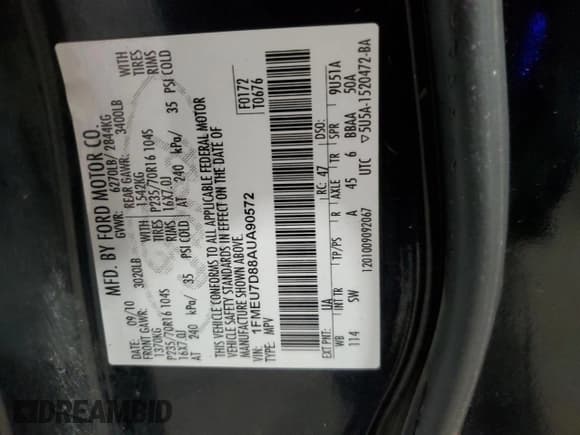 MFD. BY FORD MOTOR CO.
DATE: 09/10 GVWR: 6270LB/ 2844KG
FRONT GAWR: 3020LB REAR GAWR: 3400LB
1370KG WITH 1542KG WITH
P235/70R16 104S TIRES P235/70R16 104S TIRES
16X7.0J RIMS 16X7.0J RIMS
AT 240 kPa/ 35 PSI COLD AT 240 kPa/ 35 PSI COLD
THIS VEHICLE CONFORMS TO ALL APPLICABLE FEDERAL MOTOR
VEHICLE SAFETY STANDARDS IN EFFECT ON THE DATE OF
MANUFACTURE SHOWN ABOVE.
VIN: 1FMEU7D88AUA90572 F0172
TYPE: MPV T0676
EXT PNT: UA RC: 47 DSO:
WB INTTR TP/PS R AXLE TR SPR 9U51A
114 SW A 45 6 BBAA 50A
1201009092067 UTC ▽5U5A-1520472-BA
DREAMBID